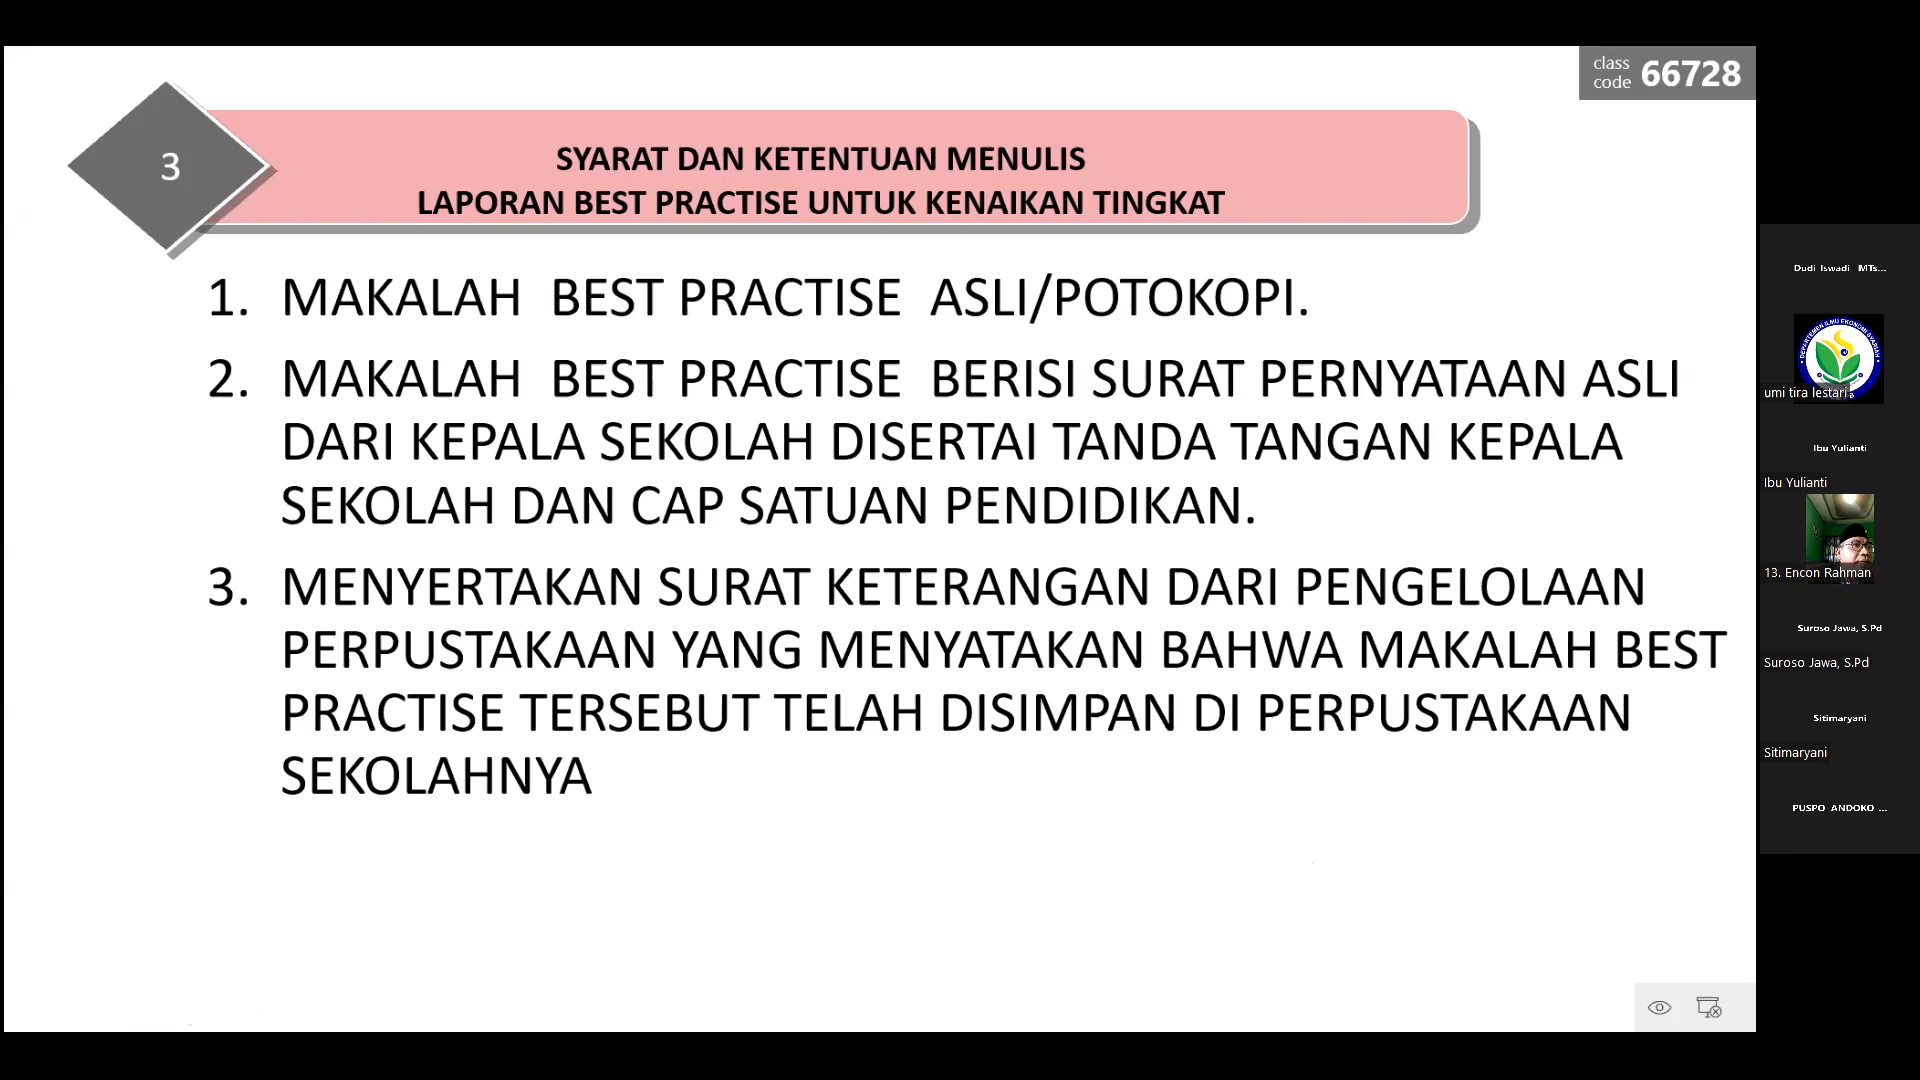 class
code 66728
3
SYARAT DAN KETENTUAN MENULIS
LAPORAN BEST PRACTISE UNTUK KENAIKAN TINGKAT
1. MAKALAH BEST PRACTISE ASLI/POTOKOPI.
2. MAKALAH BEST PRACTISE BERISI SURAT PERNYATAAN ASLI
DARI KEPALA SEKOLAH DISERTAI TANDA TANGAN KEPALA
SEKOLAH DAN CAP SATUAN PENDIDIKAN.
3. MENYERTAKAN SURAT KETERANGAN DARI PENGELOLAAN
PERPUSTAKAAN YANG MENYATAKAN BAHWA MAKALAH BEST
PRACTISE TERSEBUT TELAH DISIMPAN DI PERPUSTAKAAN
SEKOLAHNYA
Dudi Iswadi MTs...
DEPARTEMEN ILMU EKONOMI SYARIAH
umi tira lestari
Ibu Yulianti
Ibu Yulianti
13. Encon Rahman
Suroso Jawa, S.Pd
Suroso Jawa, S.Pd
Sitimaryani
Sitimaryani
PUSPO ANDOKO ...